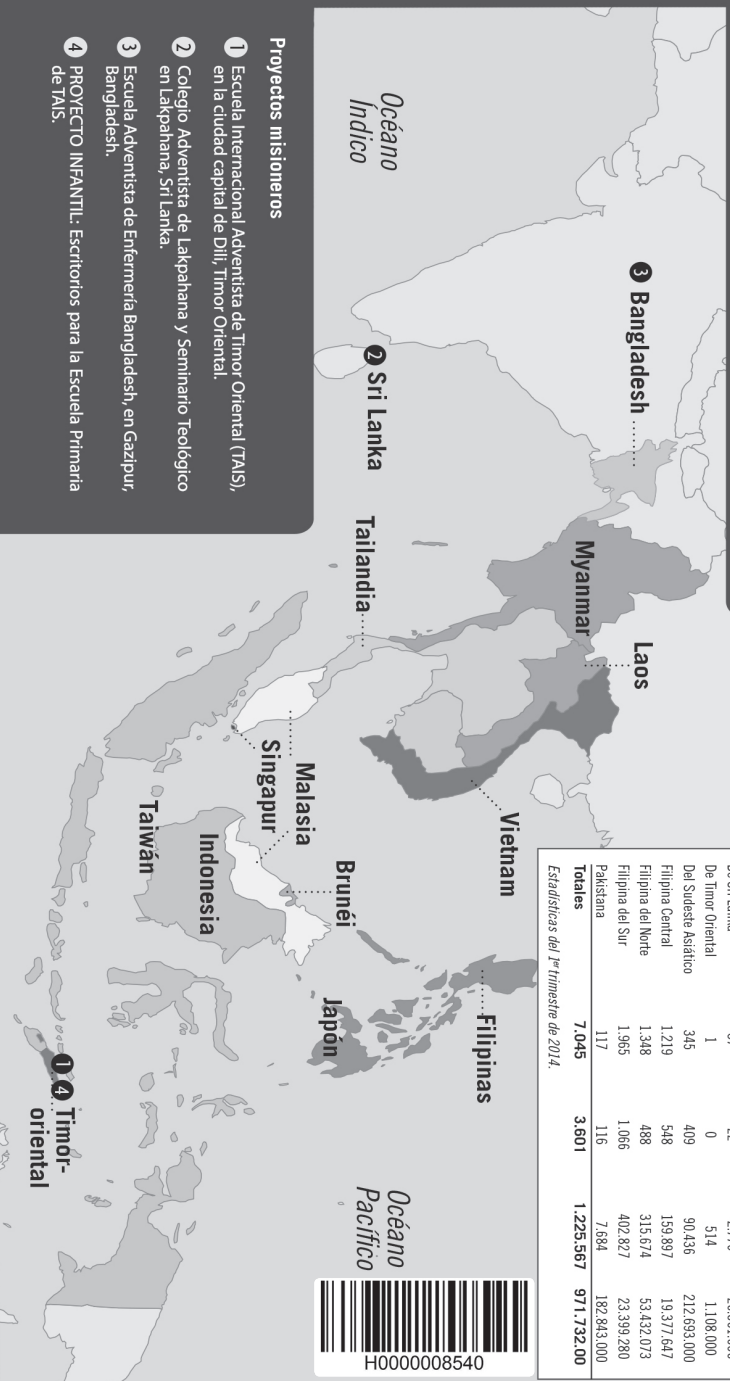 De Timor Oriental 1 0 514 1.108.000
Del Sudeste Asiático 345 409 90.436 212.693.000
Filipina Central 1.219 548 159.897 19.377.647
Filipina del Norte 1.348 488 315.674 53.432.073
Filipina del Sur 1.965 1.066 402.827 23.399.280
Pakistana 117 116 7.684 182.843.000
Totales 7.045 3.601 1.225.567 971.732.00
Estadísticas del 1er trimestre de 2014.
3 Bangladesh
Myanmar
Laos
Vietnam
Filipinas
2 Sri Lanka
Tailandia
Malasia
Singapur
Brunéi
Indonesia
Taiwán
Japón
1 4 Timor-
oriental
Océano
Índico
Océano
Pacífico
Proyectos misioneros
1 Escuela Internacional Adventista de Timor Oriental (TAIS),
en la ciudad capital de Dili, Timor Oriental.
2 Colegio Adventista de Lakpahana y Seminario Teológico
en Lakpahana, Sri Lanka.
3 Escuela Adventista de Enfermería Bangladesh, en Gazipur,
Bangladesh.
4 PROYECTO INFANTIL: Escritorios para la Escuela Primaria
de TAIS.
H0000008540